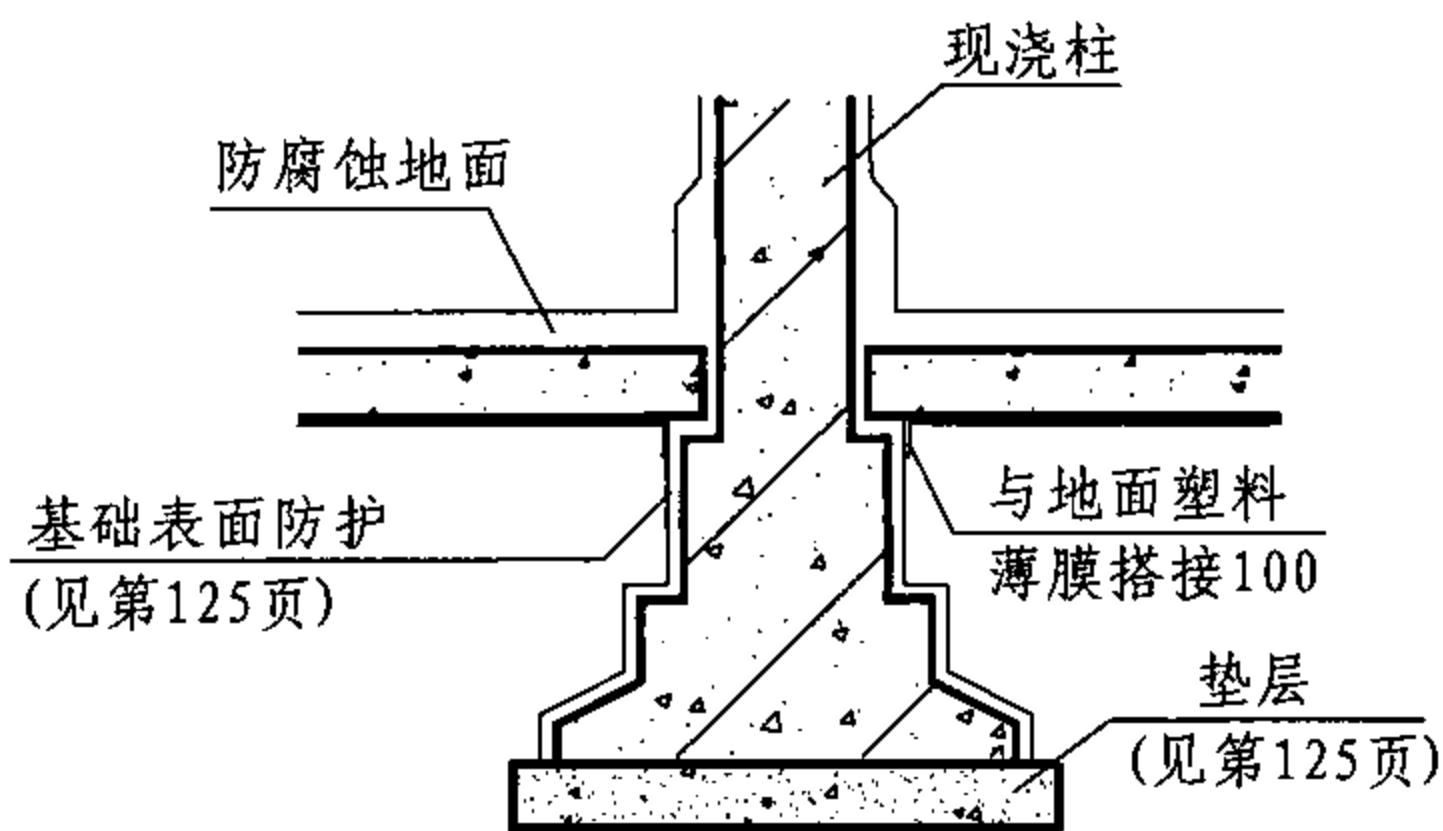 现浇柱
防腐蚀地面
基础表面防护
(见第125页)
与地面塑料
薄膜搭接100
垫层
(见第125页)